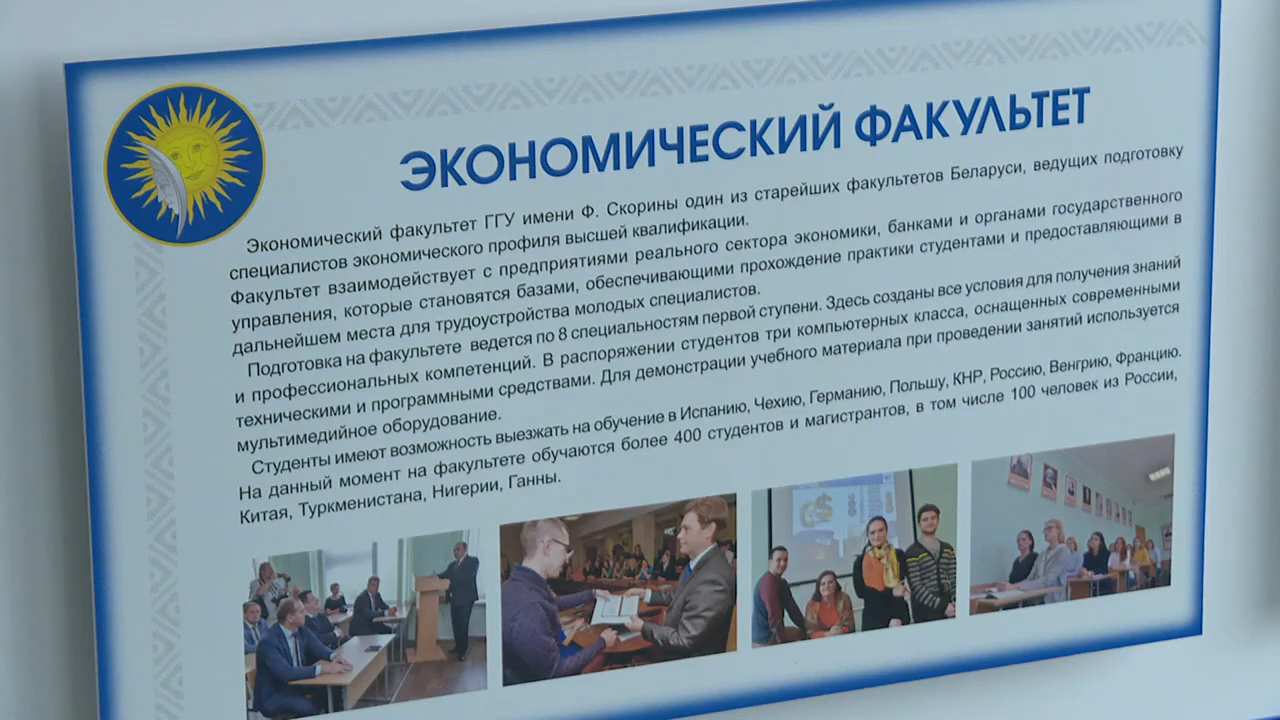 ЭКОНОМИЧЕСКИЙ ФАКУЛЬТЕТ
Экономический факультет ГГУ имени Ф. Скорины один из старейших факультетов Беларуси, ведущих подготовку
специалистов экономического профиля высшей квалификации.
Факультет взаимодействует с предприятиями реального сектора экономики, банками и органами государственного
управления, которые становятся базами, обеспечивающими прохождение практики студентами и предоставляющими в
дальнейшем места для трудоустройства молодых специалистов.
Подготовка на факультете ведется по 8 специальностям первой ступени. Здесь созданы все условия для получения знаний
и профессиональных компетенций. В распоряжении студентов три компьютерных класса, оснащенных современными
техническими и программными средствами. Для демонстрации учебного материала при проведении занятий используется
мультимедийное оборудование.
Студенты имеют возможность выезжать на обучение в Испанию, Чехию, Германию, Польшу, КНР, Россию, Венгрию, Францию.
На данный момент на факультете обучаются более 400 студентов и магистрантов, в том числе 100 человек из России,
Китая, Туркменистана, Нигерии, Ганны.